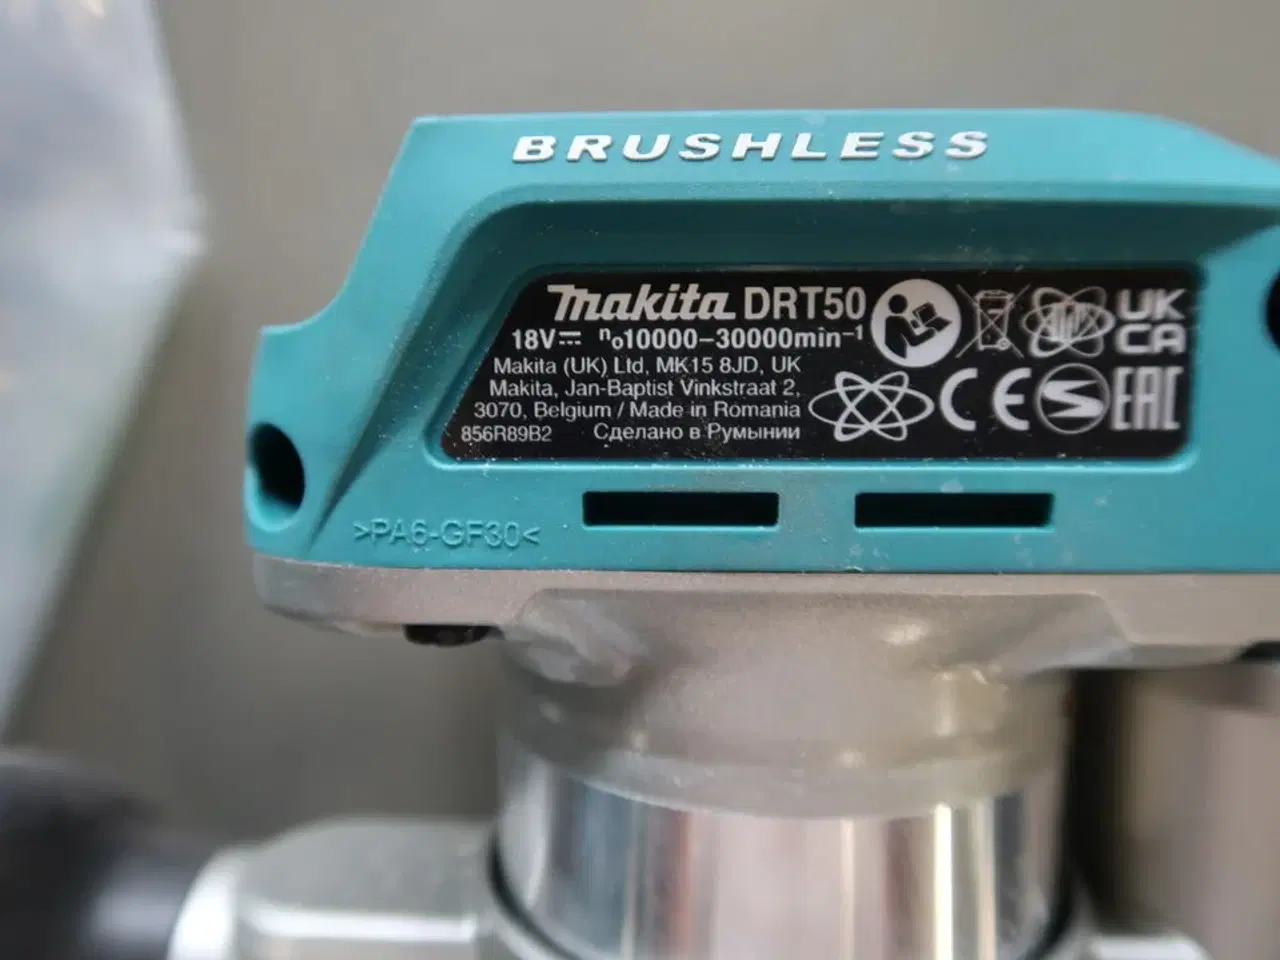 BRUSHLESS
makita DRT50
18V⎓ n₀10000–30000min⁻¹
Makita (UK) Ltd, MK15 8JD, UK
Makita, Jan-Baptist Vinkstraat 2,
3070, Belgium / Made in Romania
856R89B2 Сделано в Румынии
UK
CA
CE
EAC
>PA6-GF30<